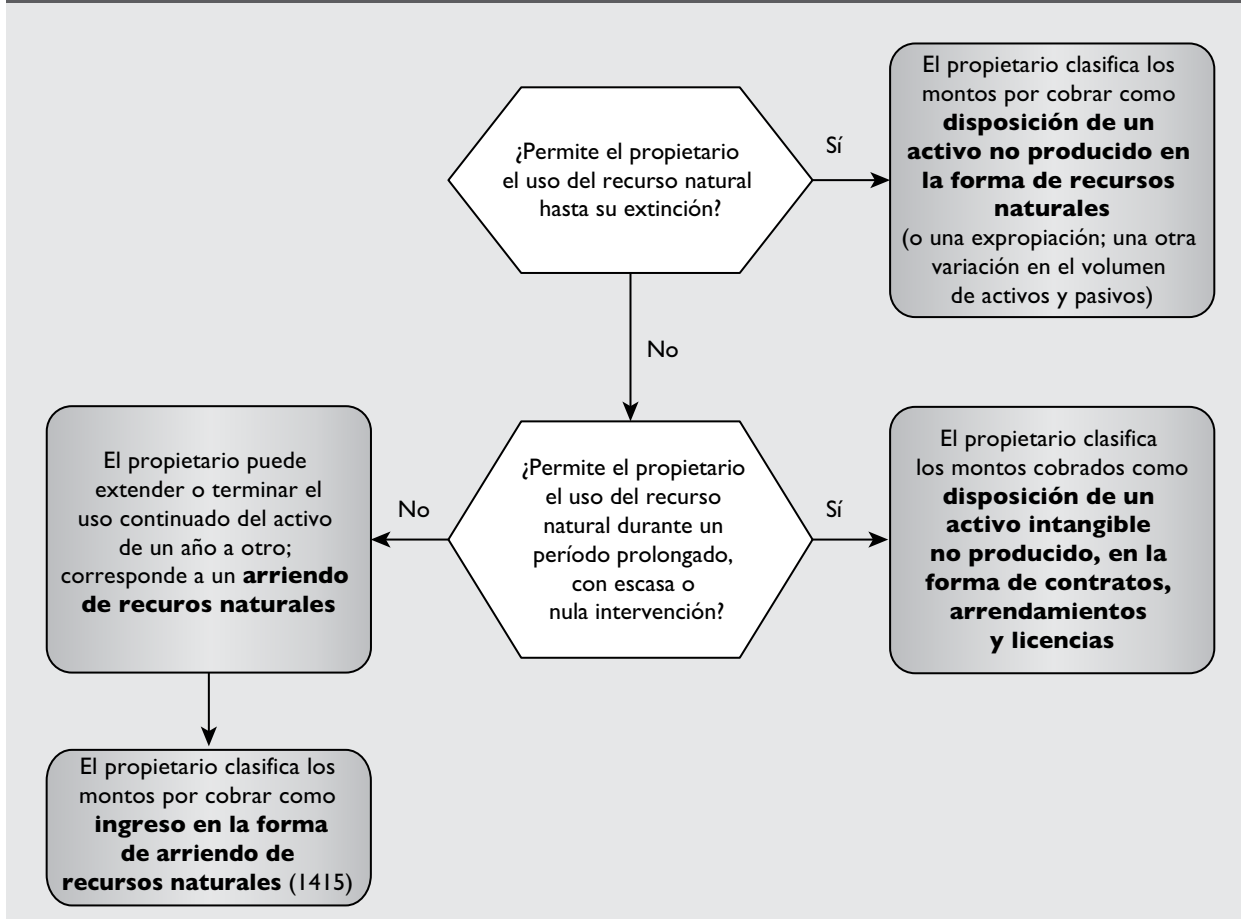 ¿Permite el propietario
el uso del recurso natural
hasta su extinción?
Sí
El propietario clasifica los
montos por cobrar como
disposición de un
activo no producido en
la forma de recursos
naturales
(o una expropiación; una otra
variación en el volumen
de activos y pasivos)
No
¿Permite el propietario
el uso del recurso
natural durante un
período prolongado,
con escasa o
nula intervención?
Sí
El propietario clasifica
los montos cobrados como
disposición de un
activo intangible
no producido, en la
forma de contratos,
arrendamientos
y licencias
No
El propietario puede
extender o terminar el
uso continuado del activo
de un año a otro;
corresponde a un arriendo
de recuros naturales
El propietario clasifica los
montos por cobrar como
ingreso en la forma
de arriendo de
recursos naturales (1415)